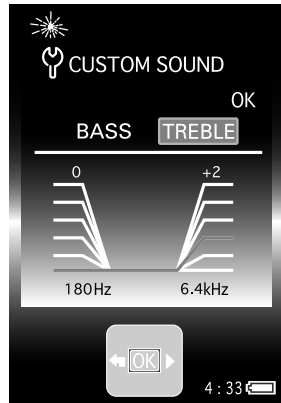 CUSTOM SOUND
OK
BASS TREBLE
0 +2
180Hz 6.4kHz
OK
4:33